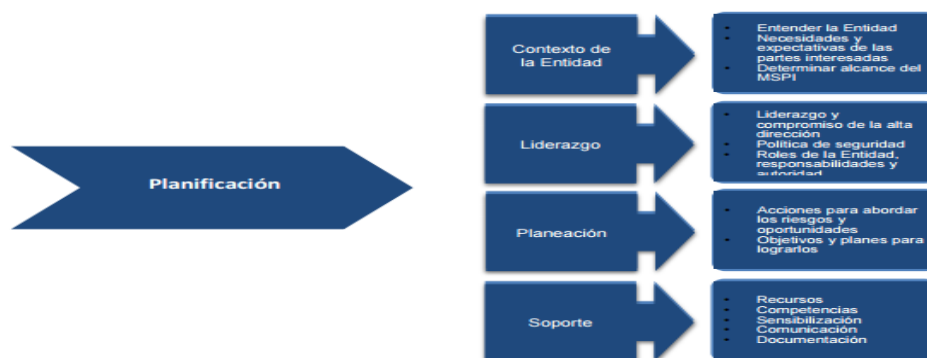 Planificación
Contexto de
la Entidad
Entender la Entidad
Necesidades y
expectativas de las
partes interesadas
Determinar alcance del
MSPI
Liderazgo
Liderazgo y
compromiso de la alta
dirección
Política de seguridad
Roles de la Entidad,
responsabilidades y
autoridad
Planeación
Acciones para abordar
los riesgos y
oportunidades
Objetivos y planes para
lograrlos
Soporte
Recursos
Competencias
Sensibilización
Comunicación
Documentación